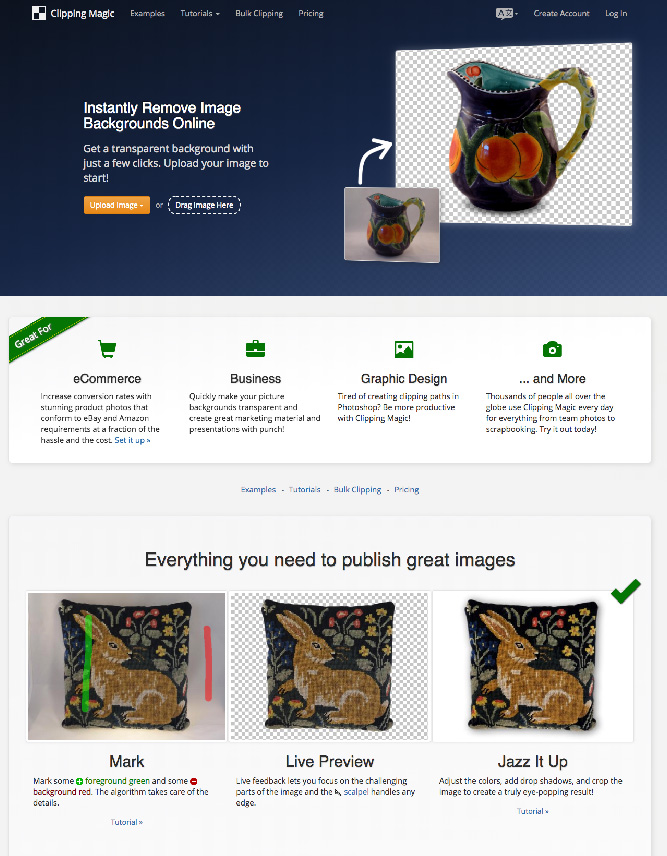 Clipping Magic Examples Tutorials Bulk Clipping Pricing Create Account Log In
Instantly Remove Image
Backgrounds Online
Get a transparent background with
just a few clicks. Upload your image to
start!
Upload Image or Drag Image Here
Great For
eCommerce
Increase conversion rates with
stunning product photos that
conform to eBay and Amazon
requirements at a fraction of the
hassle and the cost. Set it up »
Business
Quickly make your picture
backgrounds transparent and
create great marketing material and
presentations with punch!
Graphic Design
Tired of creating clipping paths in
Photoshop? Be more productive
with Clipping Magic!
... and More
Thousands of people all over the
globe use Clipping Magic every day
for everything from team photos to
scrapbooking. Try it out today!
Examples - Tutorials - Bulk Clipping - Pricing
Everything you need to publish great images
Mark
Mark some foreground green and some
background red. The algorithm takes care of the
details.
Tutorial »
Live Preview
Live feedback lets you focus on the challenging
parts of the image and the scalpel handles any
edge.
Jazz It Up
Adjust the colors, add drop shadows, and crop the
image to create a truly eye-popping result!
Tutorial »